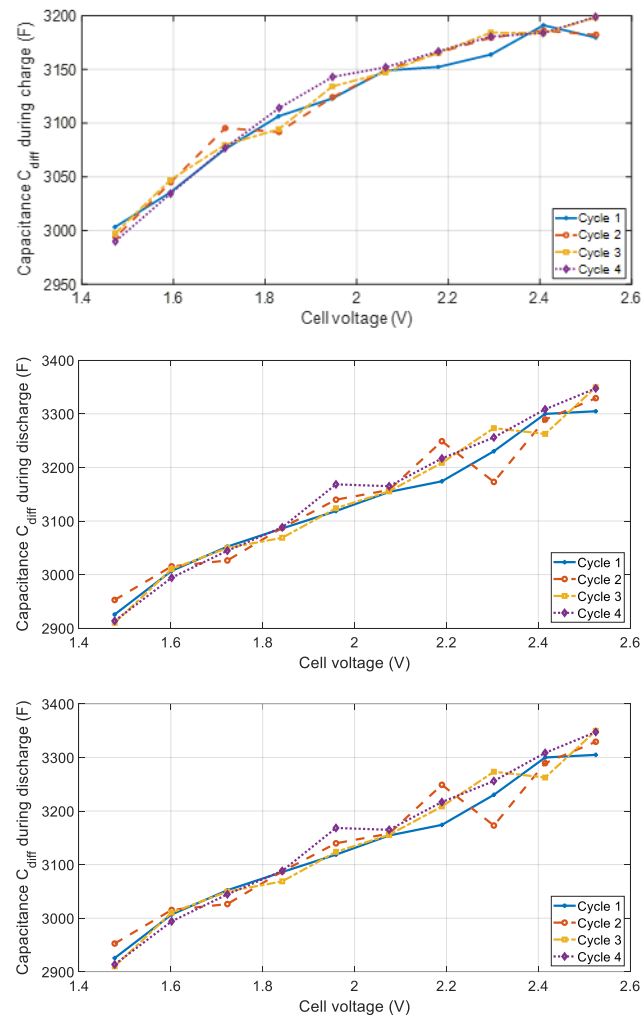 Capacitance C_diff during charge (F)
3200
3150
3100
3050
3000
2950
1.4 1.6 1.8 2 2.2 2.4 2.6
Cell voltage (V)
Cycle 1
Cycle 2
Cycle 3
Cycle 4
Capacitance C_diff during discharge (F)
3400
3300
3200
3100
3000
2900
1.4 1.6 1.8 2 2.2 2.4 2.6
Cell voltage (V)
Cycle 1
Cycle 2
Cycle 3
Cycle 4
Capacitance C_diff during discharge (F)
3400
3300
3200
3100
3000
2900
1.4 1.6 1.8 2 2.2 2.4 2.6
Cell voltage (V)
Cycle 1
Cycle 2
Cycle 3
Cycle 4